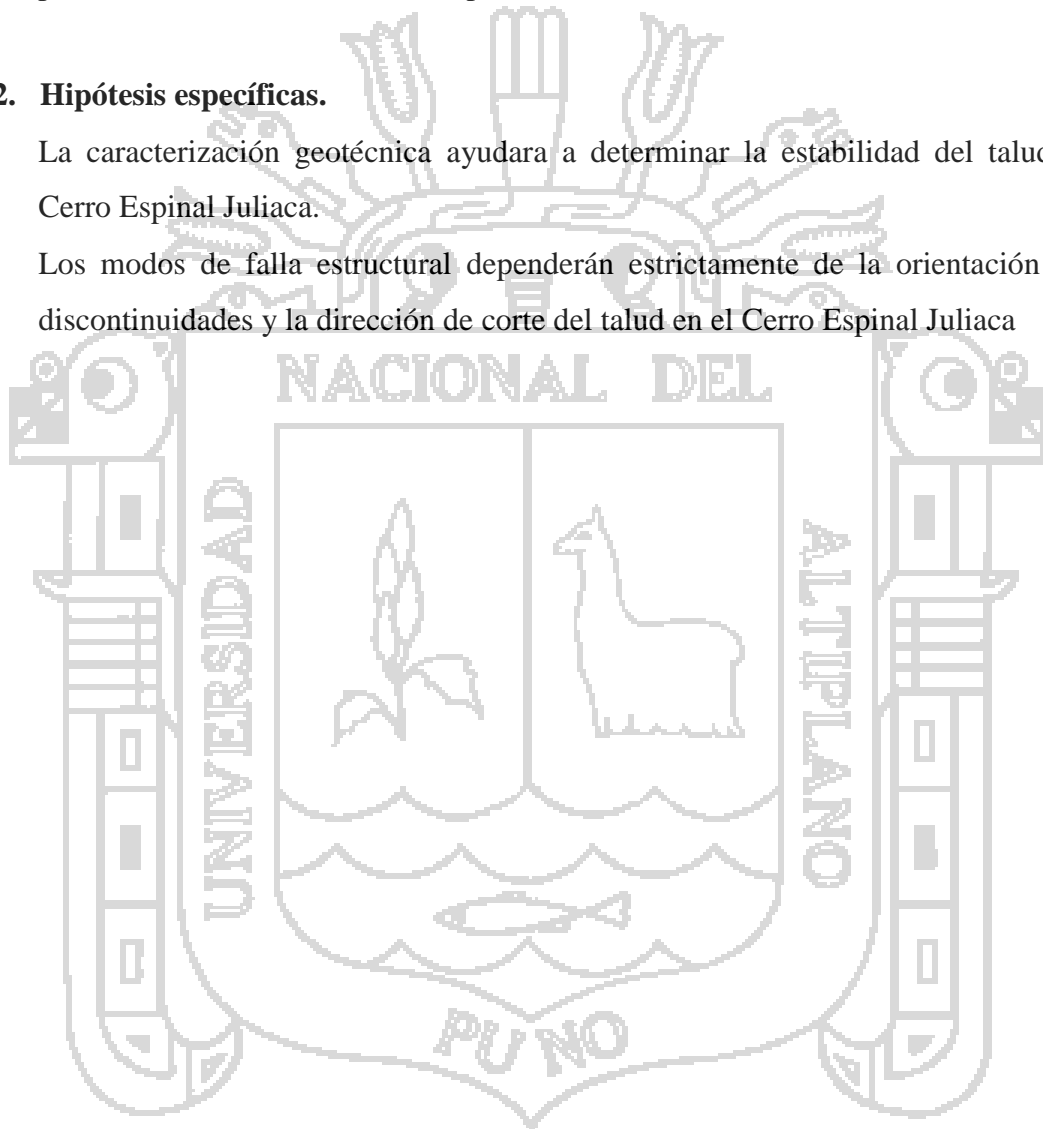 2. Hipótesis específicas.
La caracterización geotécnica ayudara a determinar la estabilidad del talud
Cerro Espinal Juliaca.
Los modos de falla estructural dependerán estrictamente de la orientación
discontinuidades y la dirección de corte del talud en el Cerro Espinal Juliaca
NACIONAL DEL
UNIVERSIDAD
ALTIPLANO
PUNO